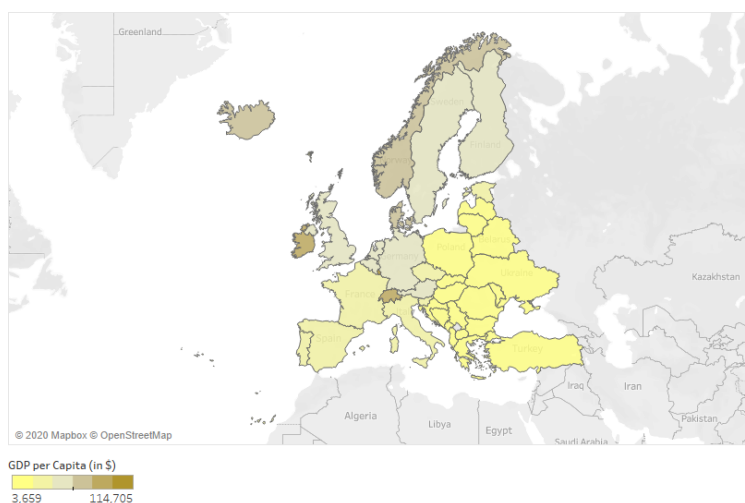 Greenland
Sweden
Finland
Norway
Belarus
Poland
Germany
Ukraine
France
Kazakhstan
Spain
Turkey
Iraq
Iran
Algeria
Libya
Egypt
Pakistan
Saudi Arabia
© 2020 Mapbox © OpenStreetMap
GDP per Capita (in $)
3,659 114,705